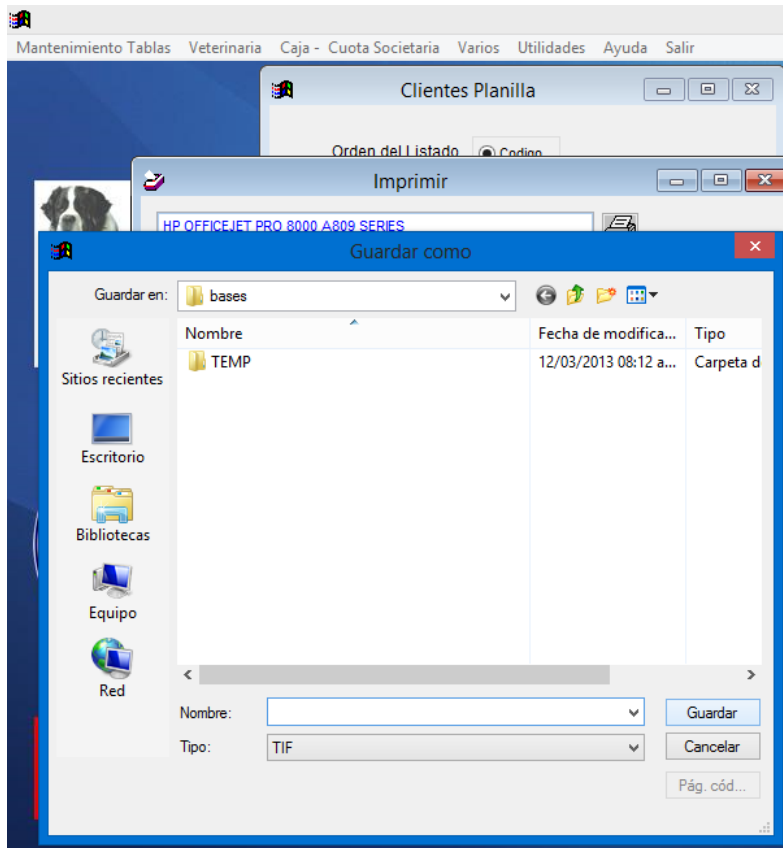 Mantenimiento Tablas Veterinaria Caja - Cuota Societaria Varios Utilidades Ayuda Salir
Clientes Planilla
Orden del Listado Codigo
Imprimir
HP OFFICEJET PRO 8000 A809 SERIES
Guardar como
Guardar en: bases
Nombre Fecha de modifica... Tipo
TEMP 12/03/2013 08:12 a... Carpeta d
Sitios recientes
Escritorio
Bibliotecas
Equipo
Red
Nombre: Guardar
Tipo: TIF Cancelar
Pág. cód...